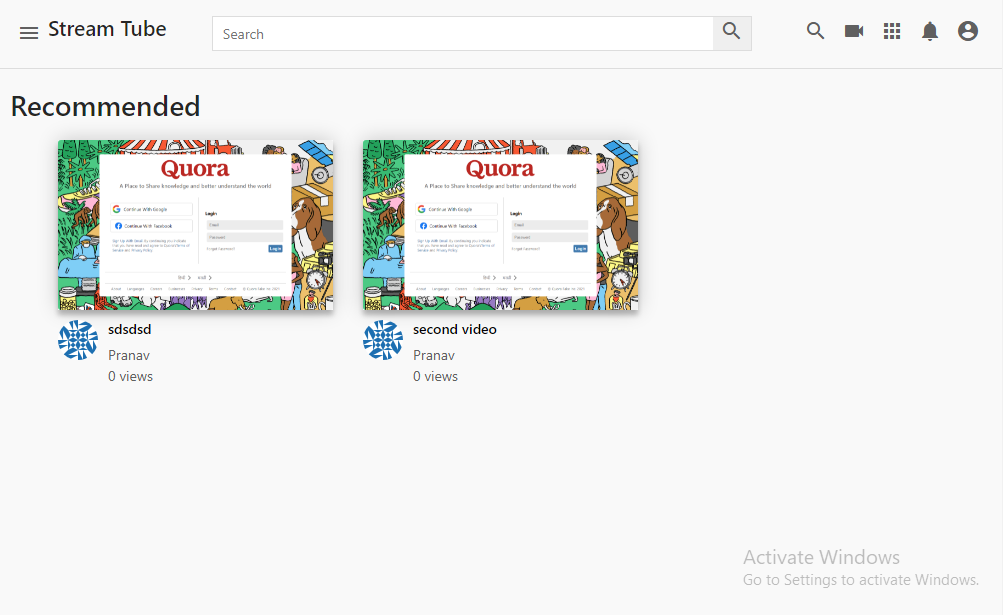 Stream Tube
Search
Recommended
Quora
A Place to Share knowledge and better understand the world
Continue With Google
Continue With Facebook
Login
Email
Password
Forgot Password?
Login
Quora
A Place to Share knowledge and better understand the world
Continue With Google
Continue With Facebook
Login
Email
Password
Forgot Password?
Login
sdsdsd
Pranav
0 views
second video
Pranav
0 views
Activate Windows
Go to Settings to activate Windows.